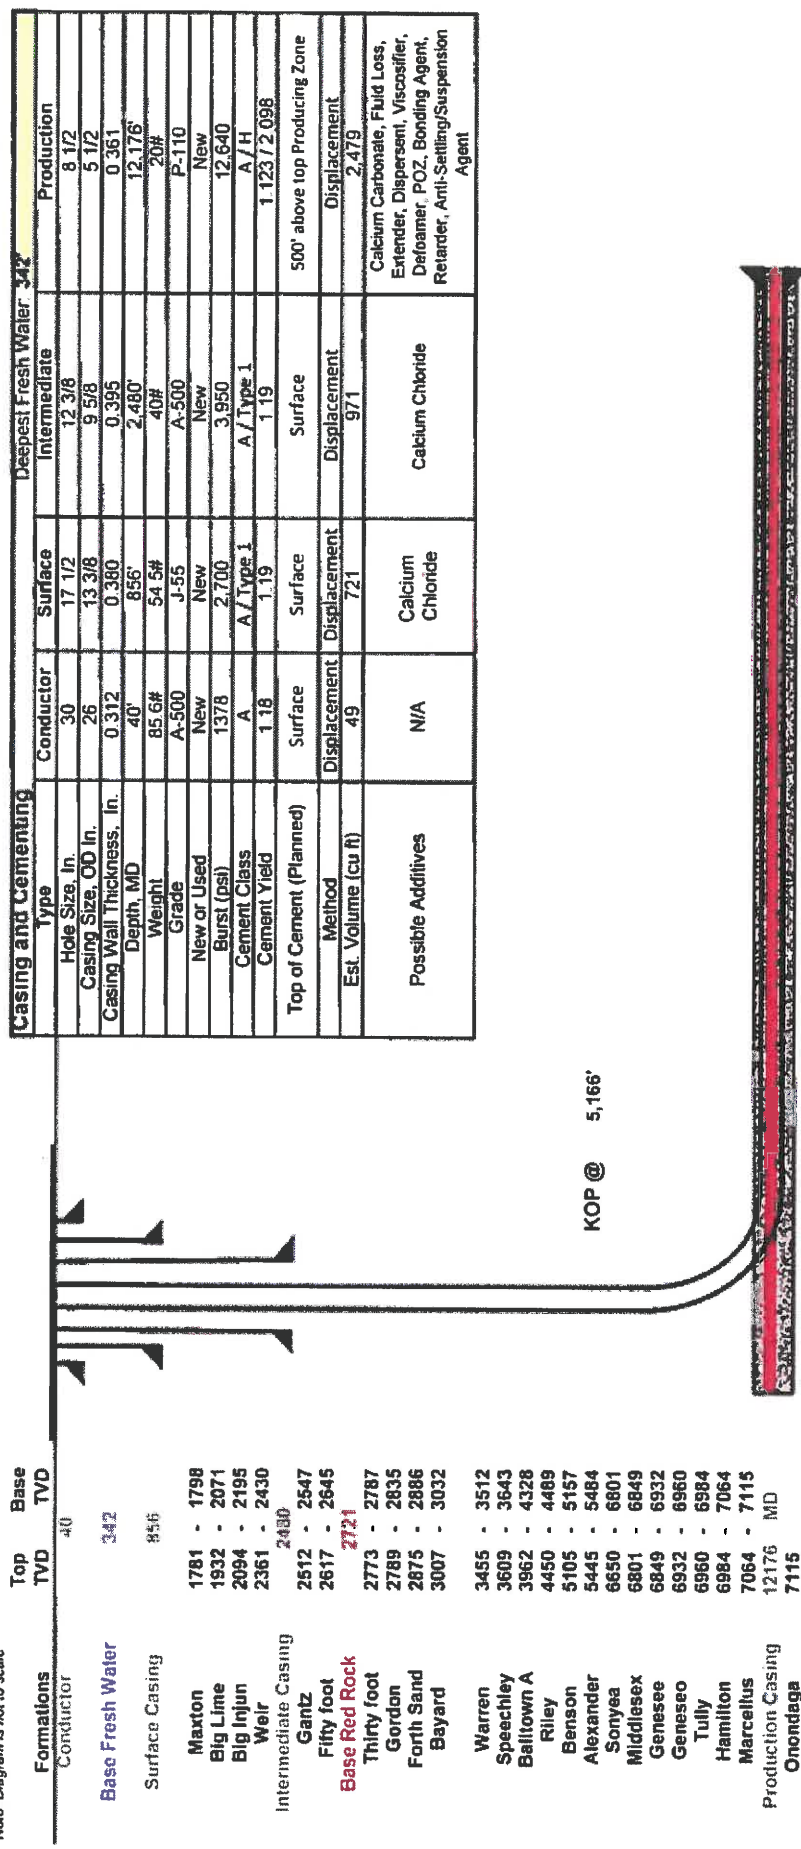 Note Diagram is not to scale
Top Base
Formations TVD TVD
Conductor 40
Base Fresh Water 342
Surface Casing 856
Maxton 1781 - 1798
Big Lime 1932 - 2071
Big Injun 2094 - 2195
Weir 2361 - 2430
Intermediate Casing 2480
Gantz 2512 - 2547
Fifty foot 2617 - 2645
Base Red Rock 2721
Thirty foot 2773 - 2787
Gordon 2789 - 2835
Forth Sand 2875 - 2886
Bayard 3007 - 3032
Warren 3455 - 3512
Speechley 3609 - 3643
Balltown A 3962 - 4328
Riley 4450 - 4489
Benson 5105 - 5157
Alexander 5445 - 5484
Sonyea 6650 - 6801
Middlesex 6801 - 6849
Genesee 6849 - 6932
Geneseo 6932 - 6960
Tully 6960 - 6984
Hamilton 6984 - 7064
Marcellus 7064 - 7115
Production Casing 12176 MD
Onondaga 7115
KOP @ 5,166'
Casing and Cementing Deepest Fresh Water: 342'
Type Conductor Surface Intermediate Production
Hole Size, In. 30 17 1/2 12 3/8 8 1/2
Casing Size, OD In. 26 13 3/8 9 5/8 5 1/2
Casing Wall Thickness, In. 0.312 0.380 0.395 0.361
Depth, MD 40' 856' 2,480' 12,176'
Weight 85.6# 54.5# 40# 20#
Grade A-500 J-55 A-500 P-110
New or Used New New New New
Burst (psi) 1378 2,700 3,950 12,640
Cement Class A A / Type 1 A / Type 1 A / H
Cement Yield 1.18 1.19 1.19 1.123 / 2.098
Top of Cement (Planned) Surface Surface Surface 500' above top Producing Zone
Method Displacement Displacement Displacement Displacement
Est. Volume (cu ft) 49 721 971 2,479
Possible Additives N/A Calcium Chloride Calcium Chloride Calcium Carbonate, Fluid Loss,
Extender, Dispersent, Viscosifier,
Defoamer, POZ, Bonding Agent,
Retarder, Anti-Settling/Suspension
Agent